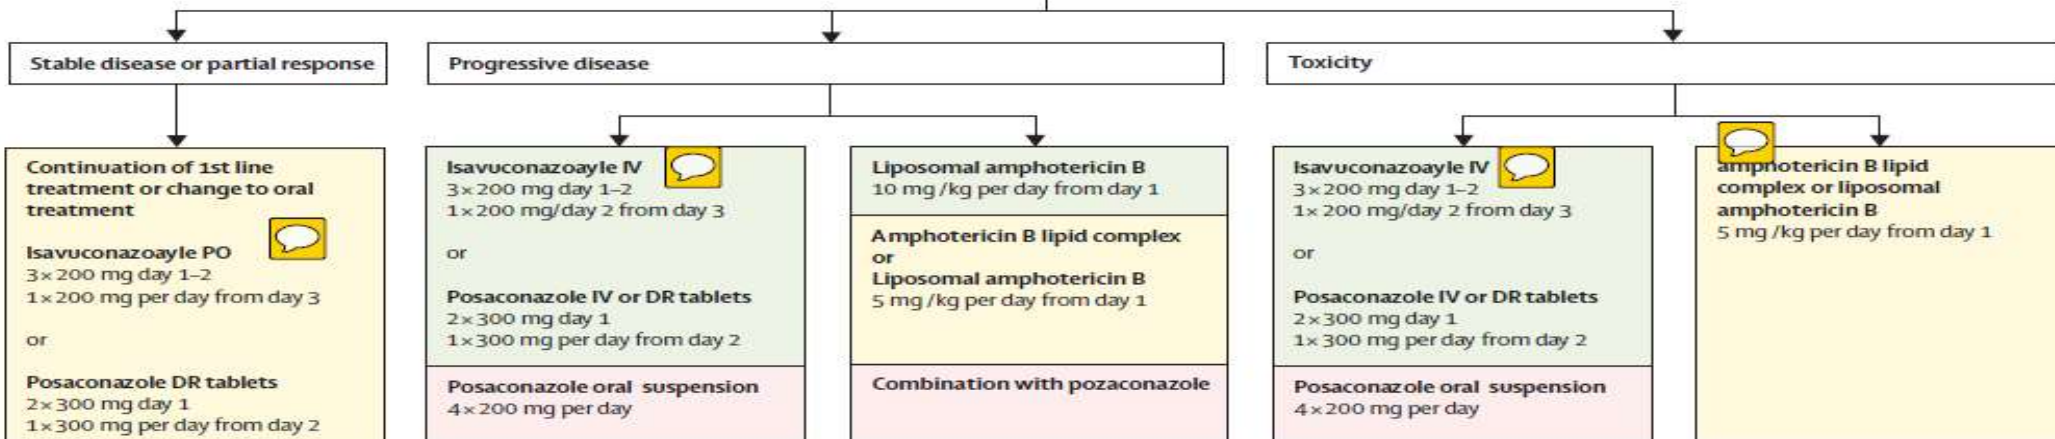 Stable disease or partial response
Progressive disease
Toxicity
Continuation of 1st line
treatment or change to oral
treatment
Isavuconazoayle PO
3×200 mg day 1–2
1×200 mg per day from day 3
or
Posaconazole DR tablets
2×300 mg day 1
1×300 mg per day from day 2
Isavuconazoayle IV
3×200 mg day 1–2
1×200 mg/day 2 from day 3
or
Posaconazole IV or DR tablets
2×300 mg day 1
1×300 mg per day from day 2
Posaconazole oral suspension
4×200 mg per day
Liposomal amphotericin B
10 mg /kg per day from day 1
Amphotericin B lipid complex
or
Liposomal amphotericin B
5 mg /kg per day from day 1
Combination with pozaconazole
Isavuconazoayle IV
3×200 mg day 1–2
1×200 mg/day 2 from day 3
or
Posaconazole IV or DR tablets
2×300 mg day 1
1×300 mg per day from day 2
Posaconazole oral suspension
4×200 mg per day
amphotericin B lipid
complex or liposomal
amphotericin B
5 mg /kg per day from day 1